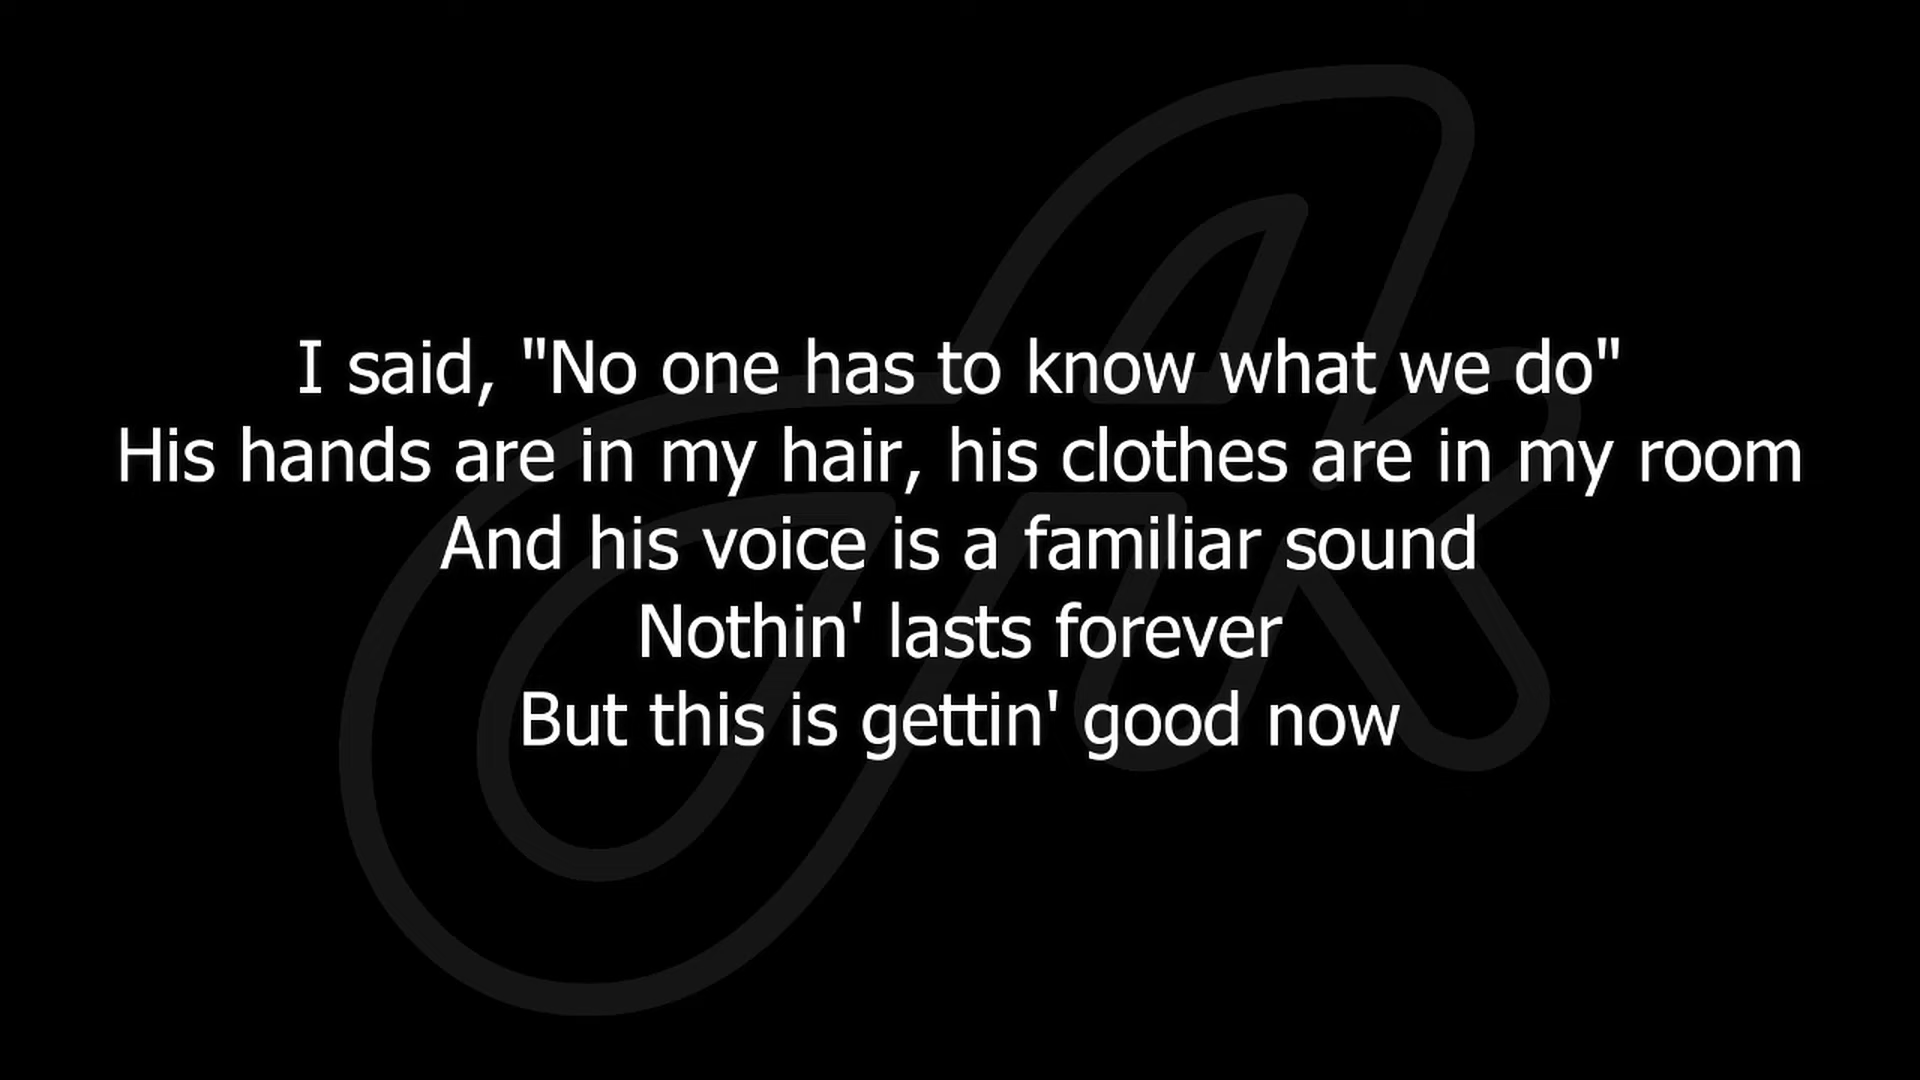 I said, "No one has to know what we do"
His hands are in my hair, his clothes are in my room
And his voice is a familiar sound
Nothin' lasts forever
But this is gettin' good now